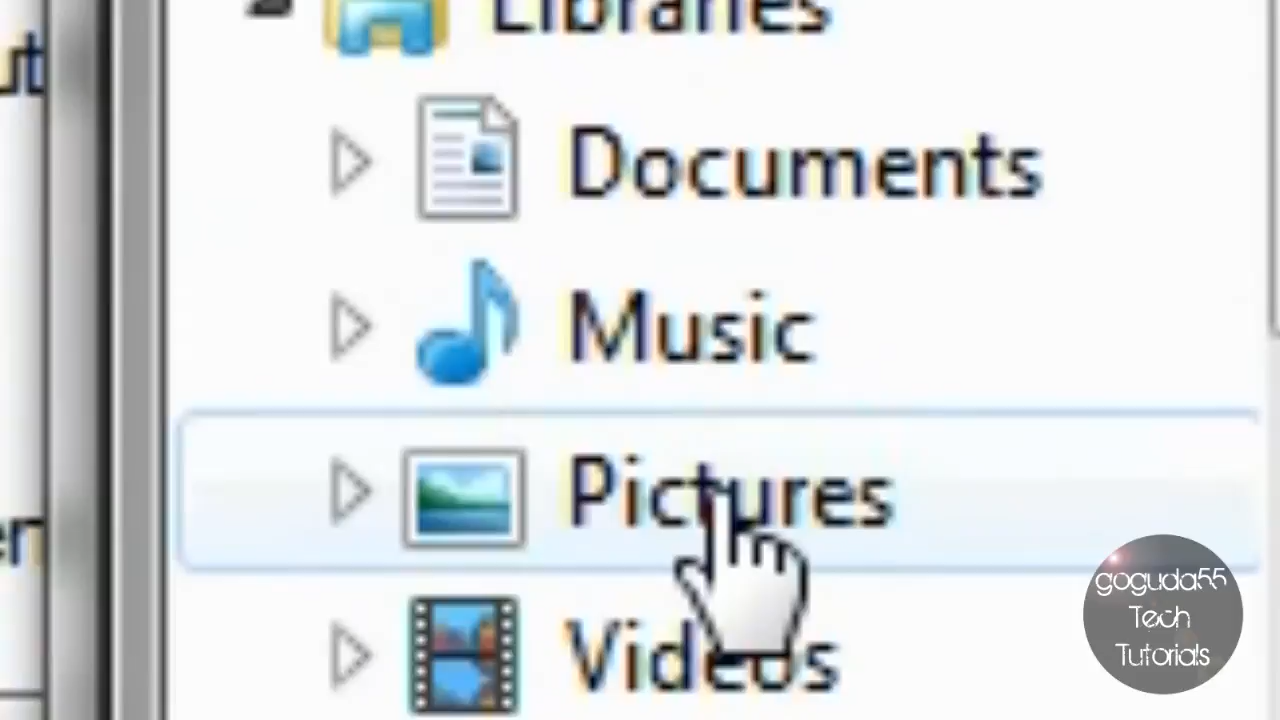 Libraries
Documents
Music
Pictures
Videos
goguda55
Tech
Tutorials